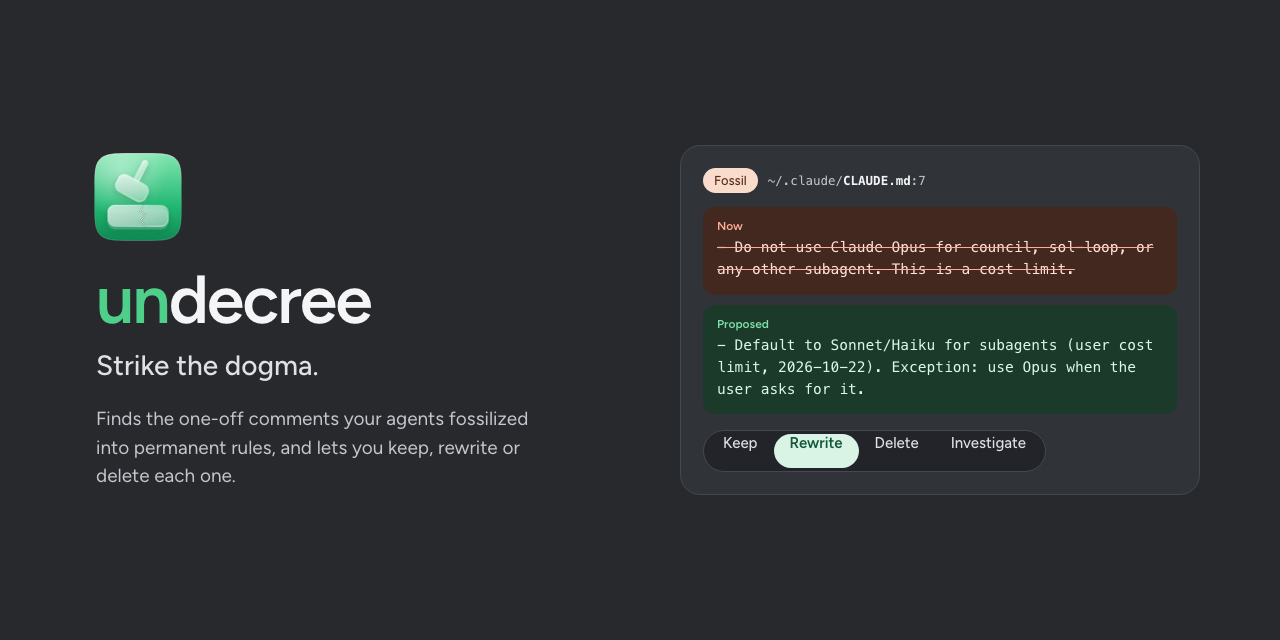 undecree
Strike the dogma.
Finds the one-off comments your agents fossilized
into permanent rules, and lets you keep, rewrite or
delete each one.
Fossil ~/.claude/CLAUDE.md:7
Now
– Do not use Claude Opus for council, sol-loop, or
any other subagent. This is a cost limit.
Proposed
– Default to Sonnet/Haiku for subagents (user cost
limit, 2026–10–22). Exception: use Opus when the
user asks for it.
Keep Rewrite Delete Investigate